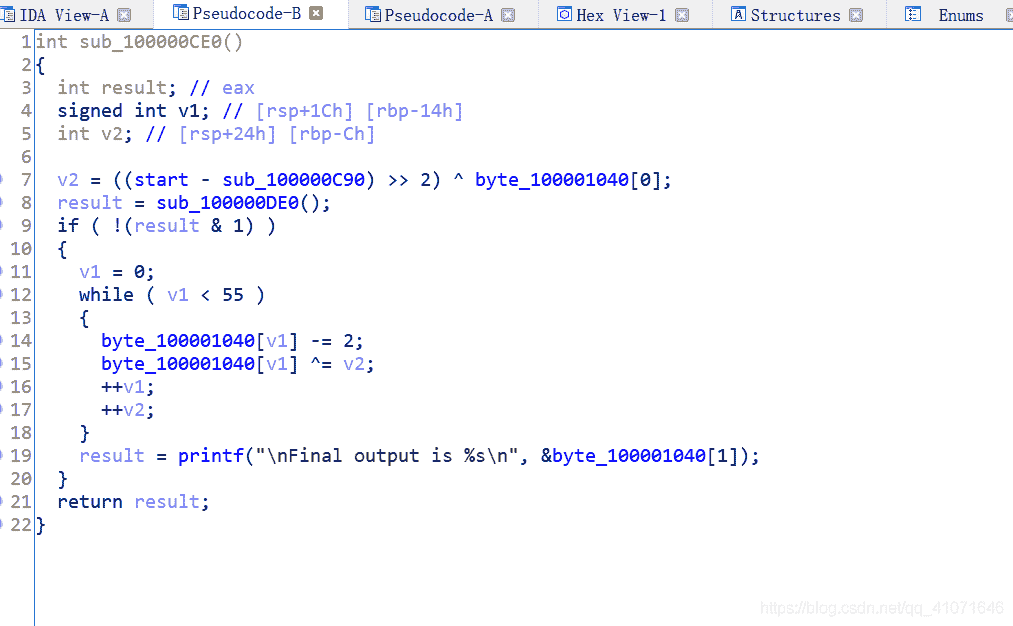 IDA View-A Pseudocode-B Pseudocode-A Hex View-1 Structures Enums
1 int sub_100000CE0()
2 {
3   int result; // eax
4   signed int v1; // [rsp+1Ch] [rbp-14h]
5   int v2; // [rsp+24h] [rbp-Ch]
6
7   v2 = ((start - sub_100000C90) >> 2) ^ byte_100001040[0];
8   result = sub_100000DE0();
9   if ( !(result & 1) )
10   {
11     v1 = 0;
12     while ( v1 < 55 )
13     {
14       byte_100001040[v1] -= 2;
15       byte_100001040[v1] ^= v2;
16       ++v1;
17       ++v2;
18     }
19     result = printf("\nFinal output is %s\n", &byte_100001040[1]);
20   }
21   return result;
22 }
https://blog.csdn.net/qq_41071646